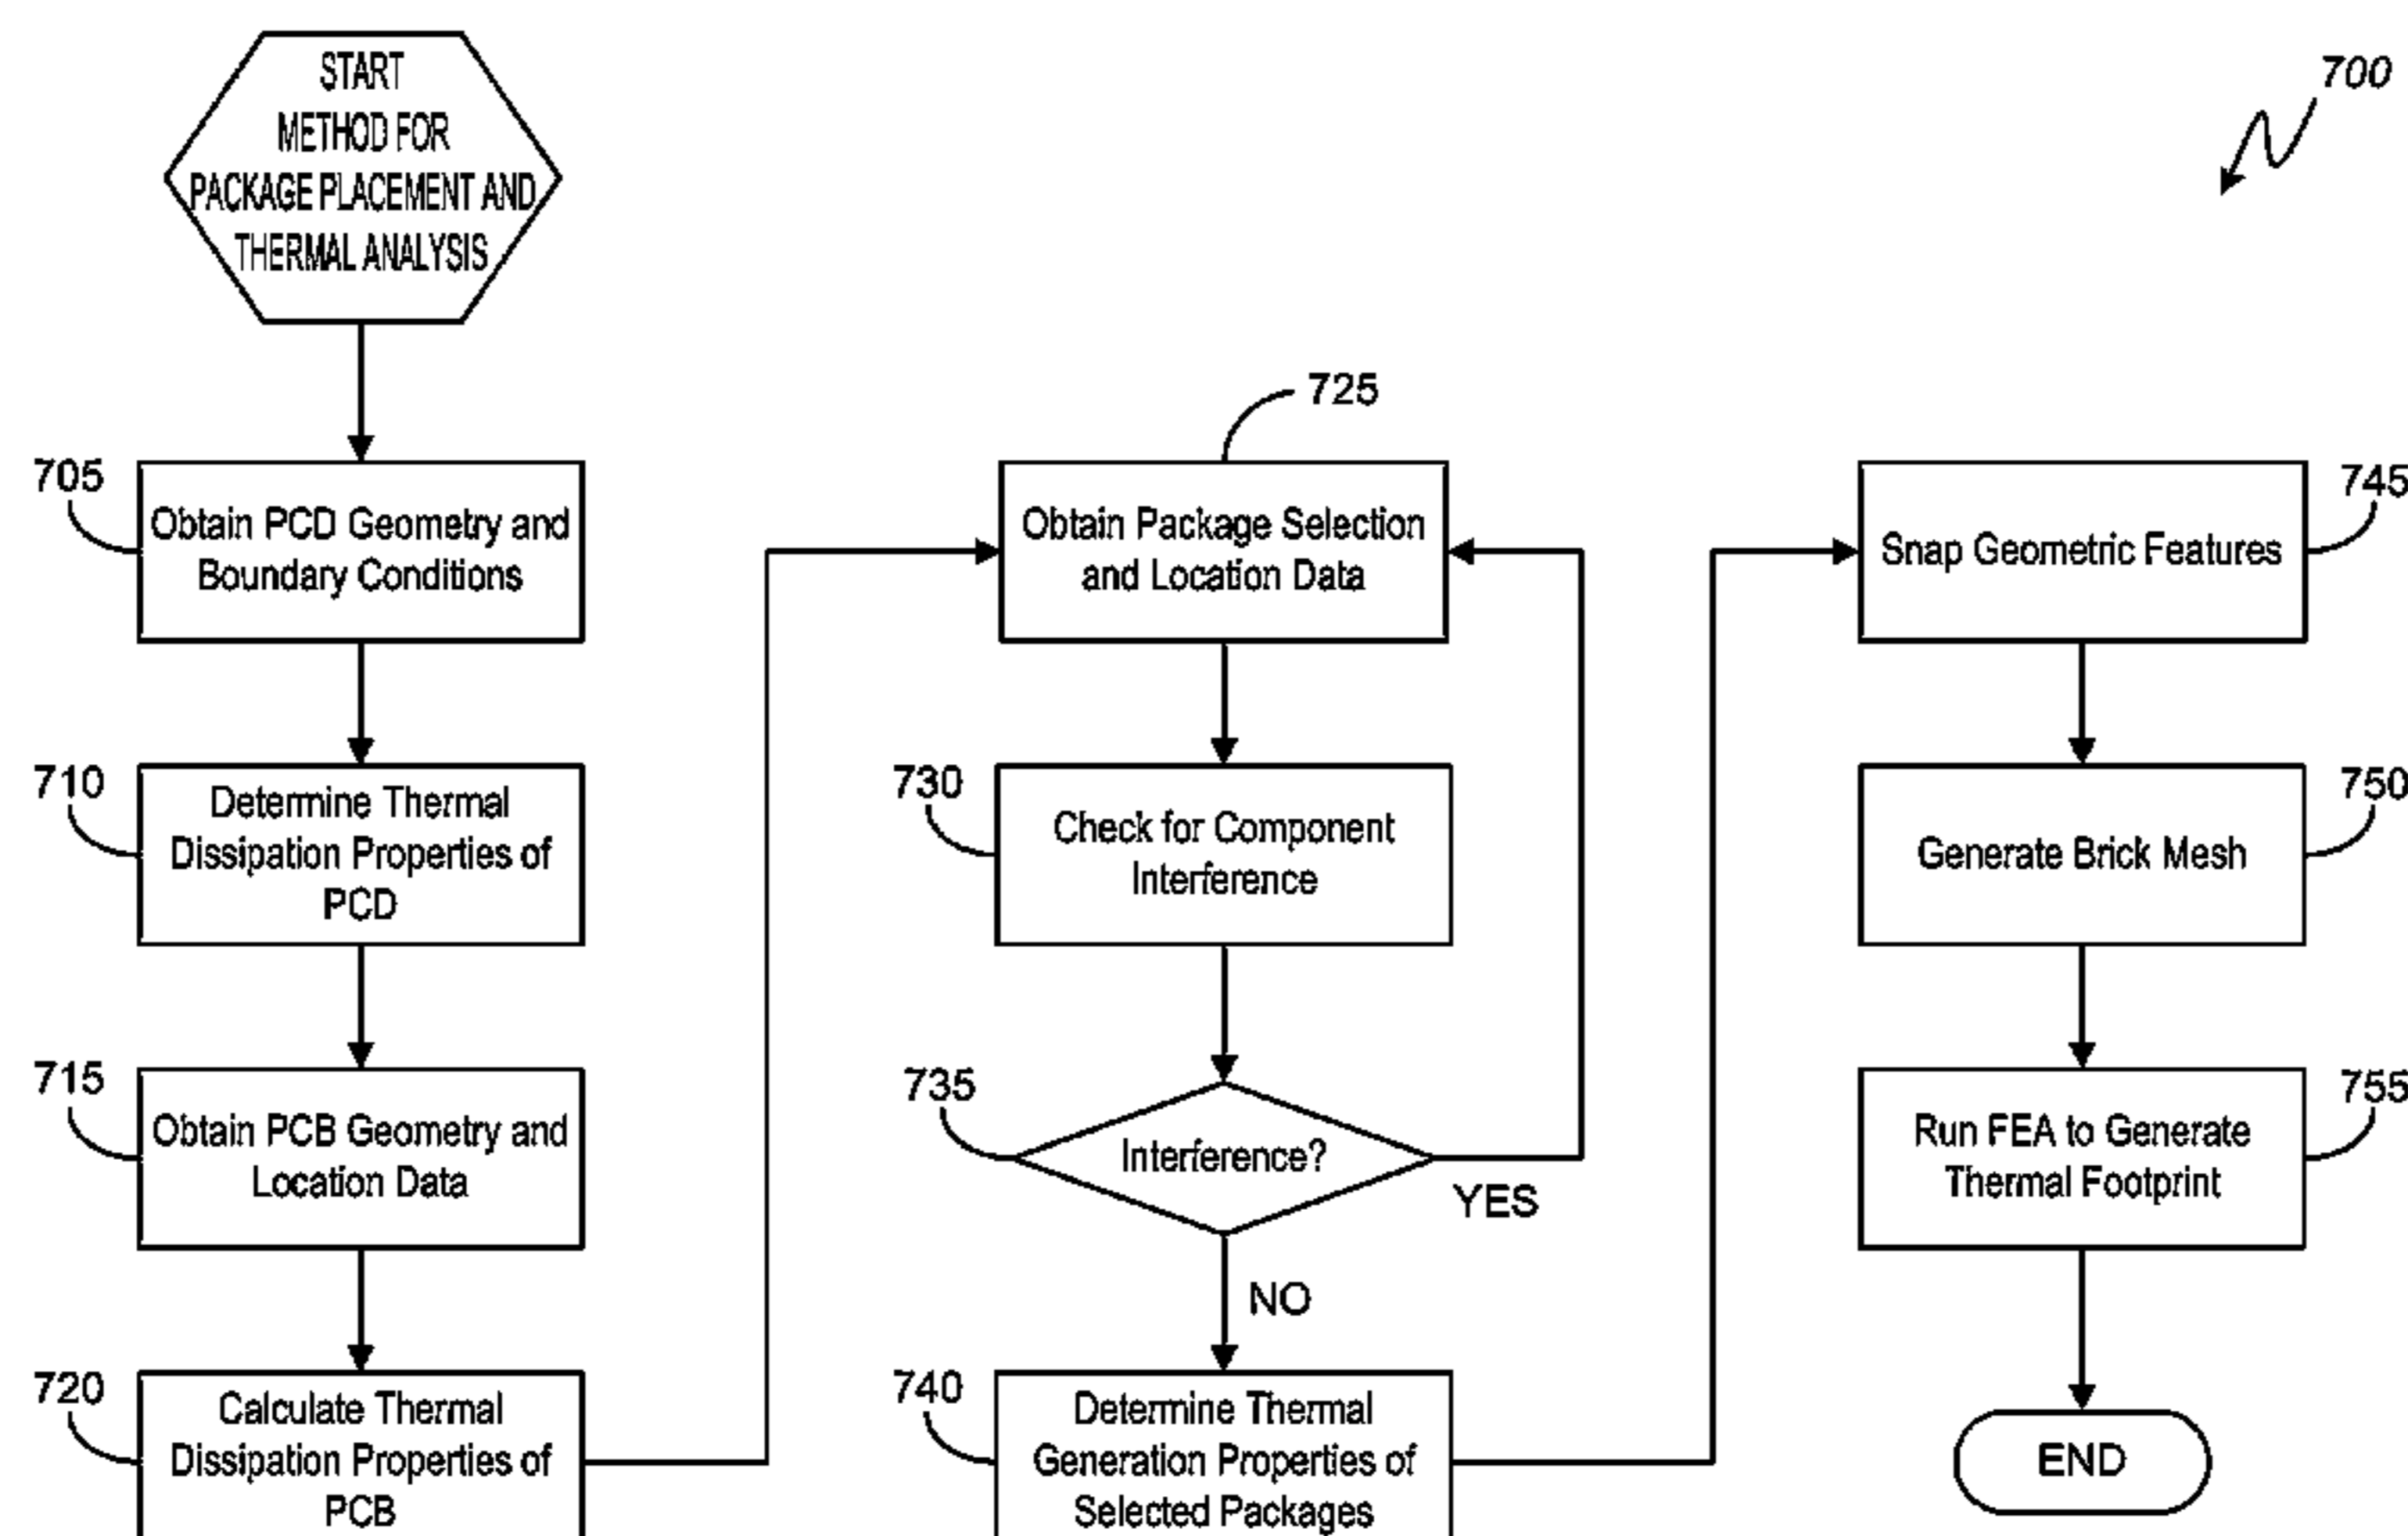 START
METHOD FOR
PACKAGE PLACEMENT AND
THERMAL ANALYSIS
700
705
Obtain PCD Geometry and
Boundary Conditions
710
Determine Thermal
Dissipation Properties of
PCD
715
Obtain PCB Geometry and
Location Data
720
Calculate Thermal
Dissipation Properties of
PCB
725
Obtain Package Selection
and Location Data
730
Check for Component
Interference
735
Interference?
YES
NO
740
Determine Thermal
Generation Properties of
Selected Packages
745
Snap Geometric Features
750
Generate Brick Mesh
755
Run FEA to Generate
Thermal Footprint
END